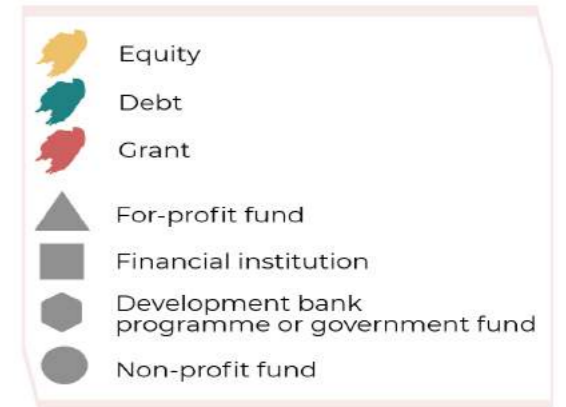 Equity
Debt
Grant
For-profit fund
Financial institution
Development bank
programme or government fund
Non-profit fund